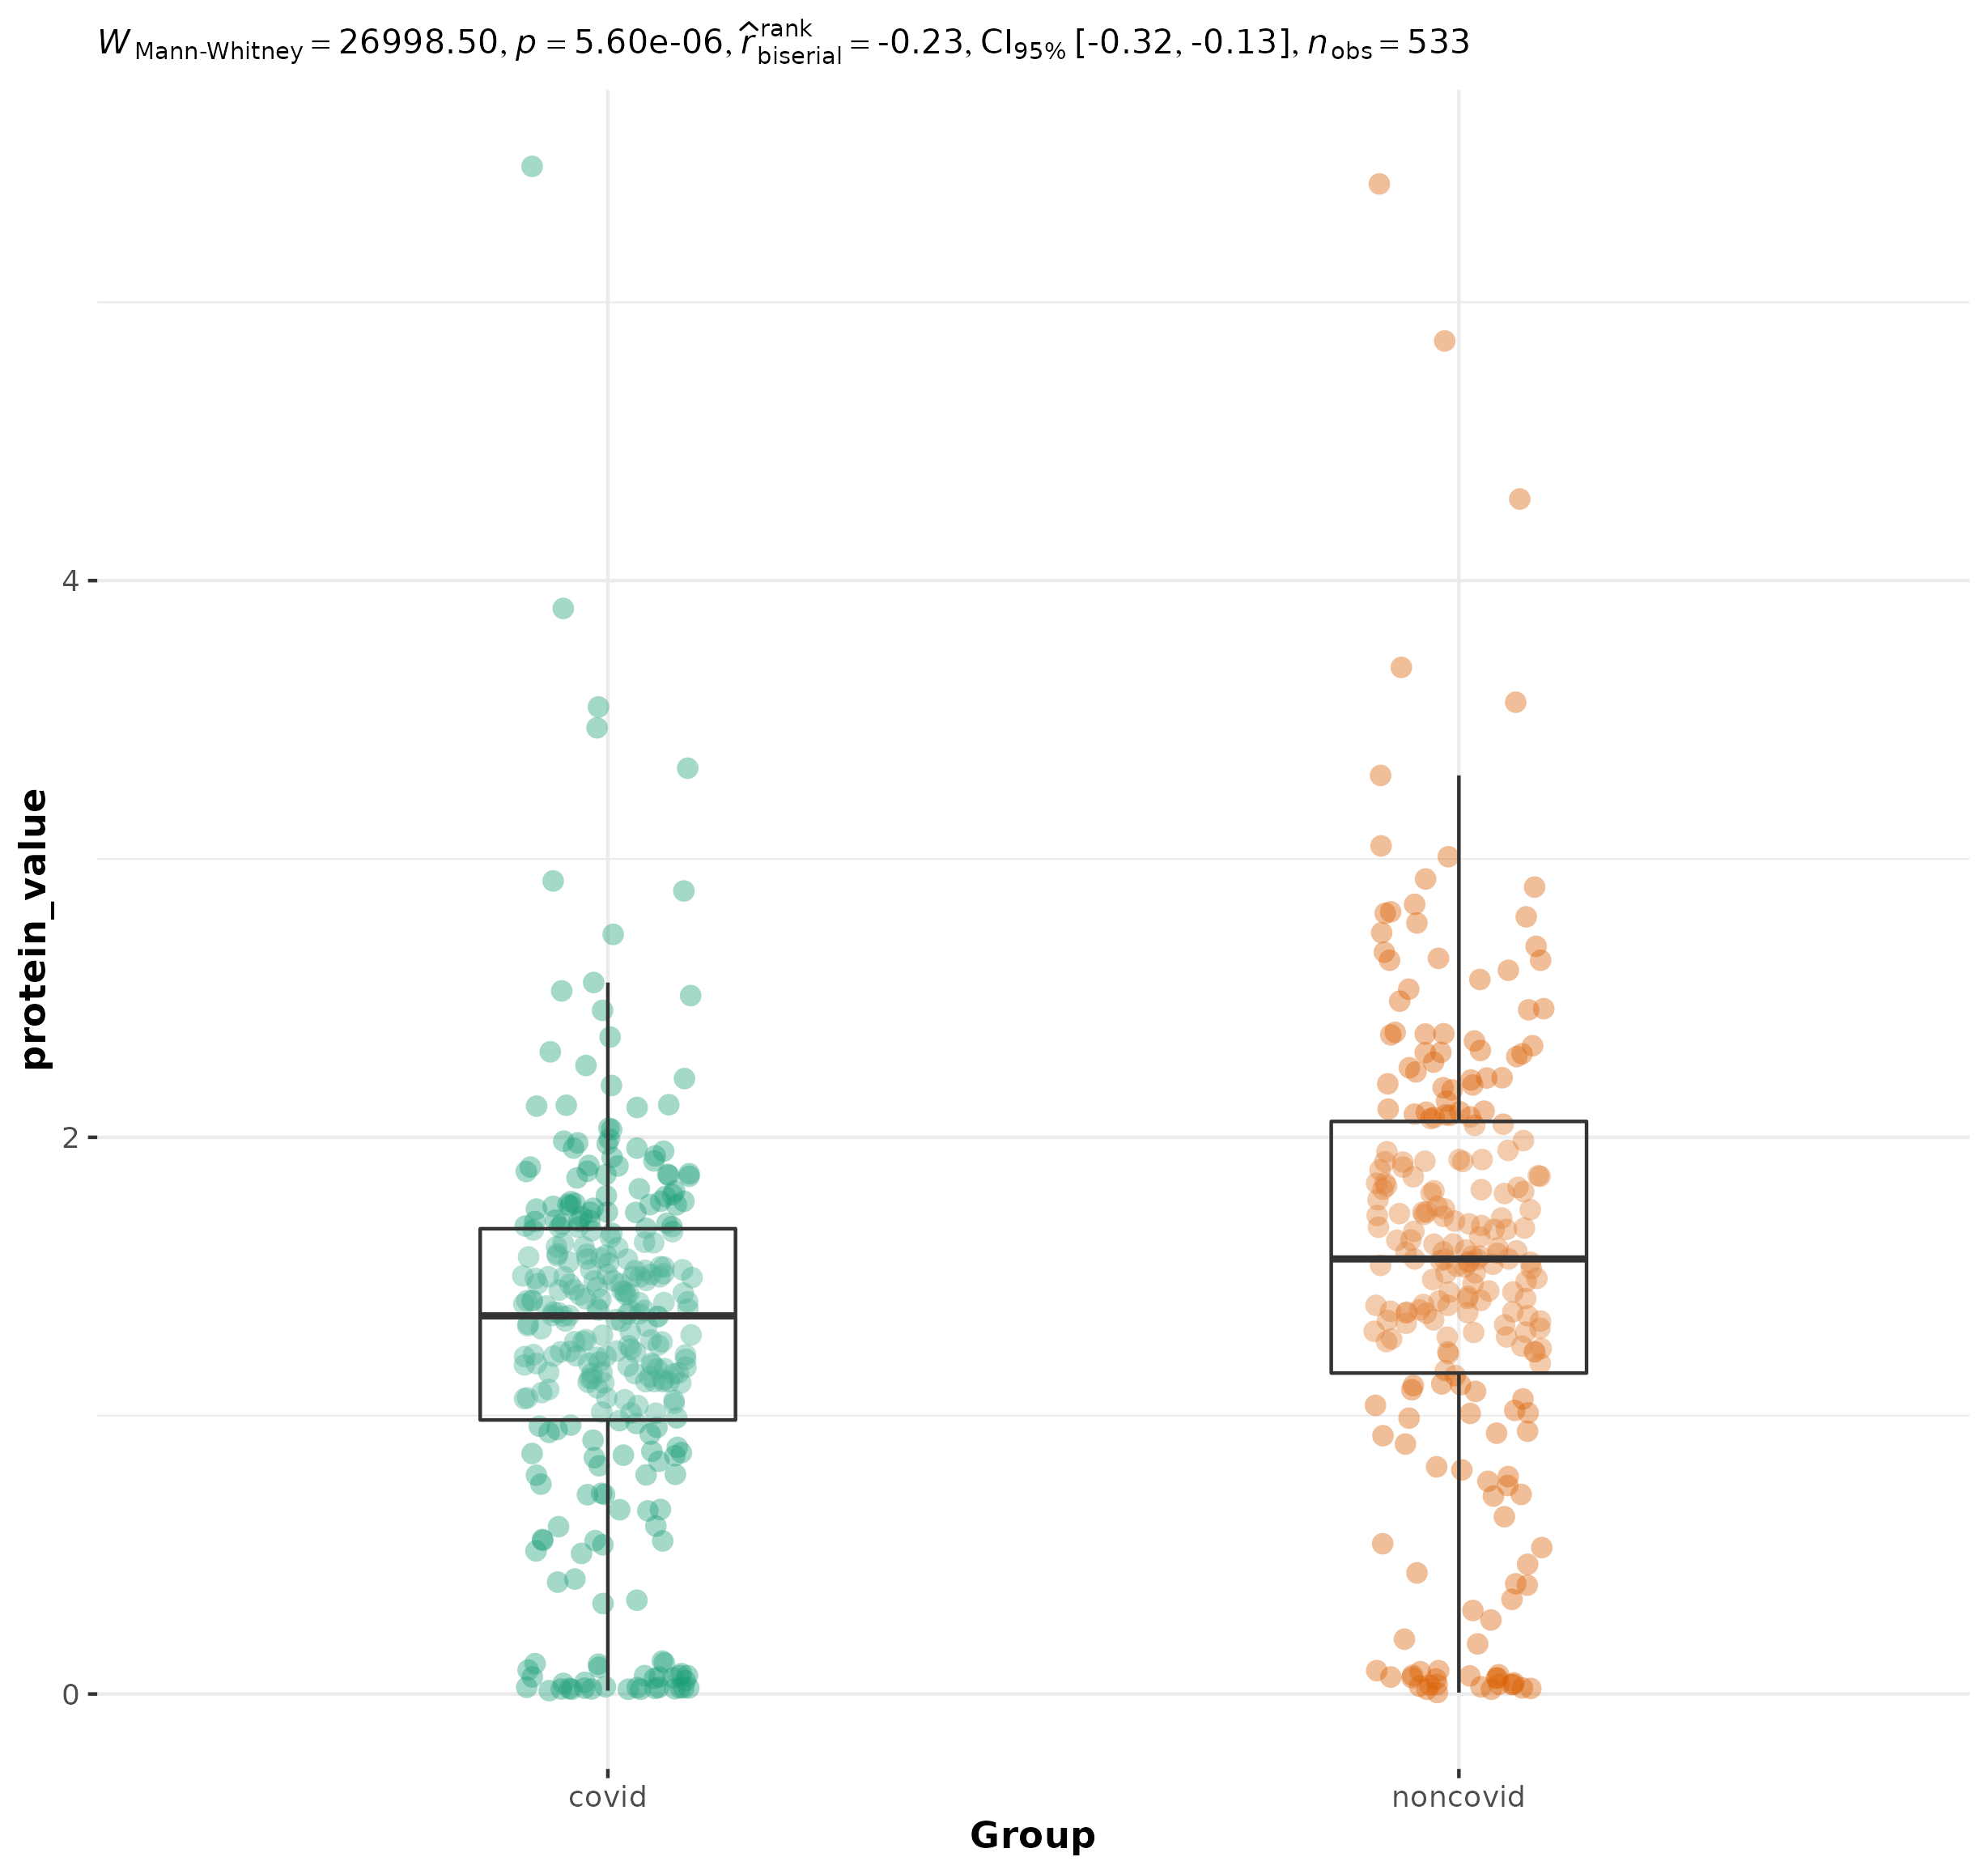 W Mann-Whitney = 26998.50, p = 5.60e-06, r̂ rank biserial = -0.23, CI95% [-0.32, -0.13], nobs = 533
protein_value
4
2
0
covid noncovid
Group